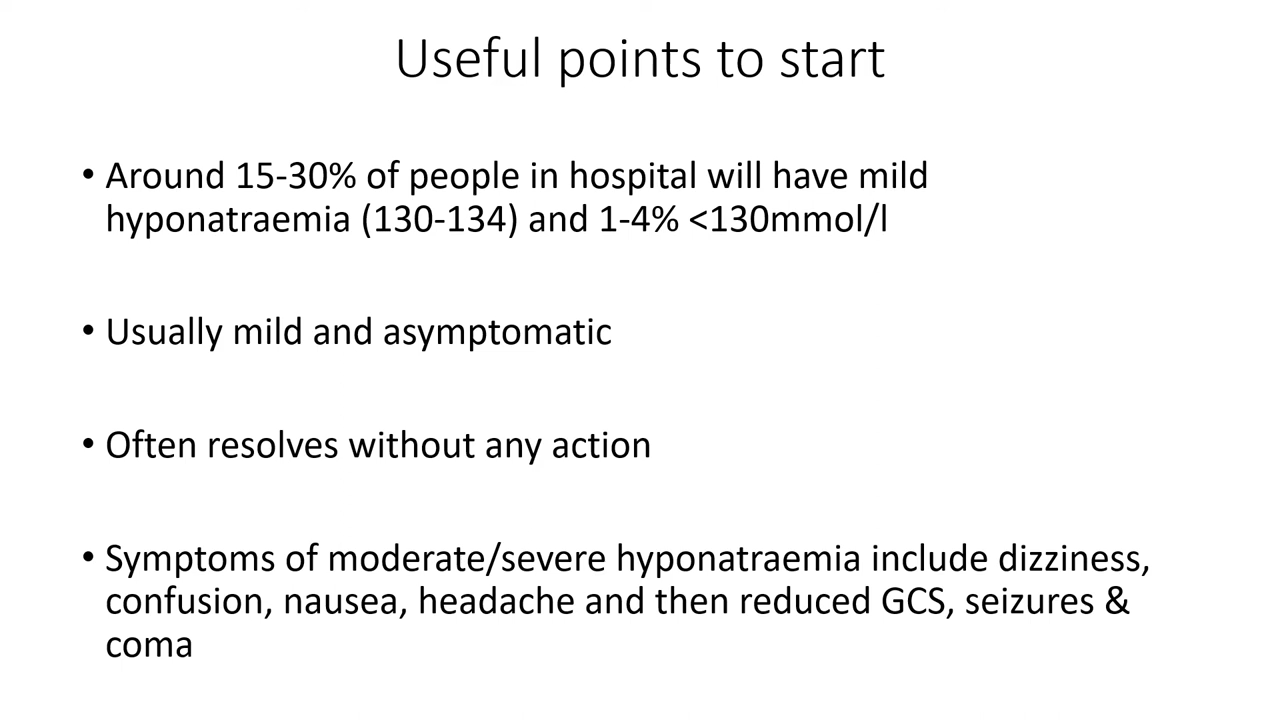 Useful points to start
• Around 15-30% of people in hospital will have mild
hyponatraemia (130-134) and 1-4% <130mmol/l
• Usually mild and asymptomatic
• Often resolves without any action
• Symptoms of moderate/severe hyponatraemia include dizziness,
confusion, nausea, headache and then reduced GCS, seizures &
coma